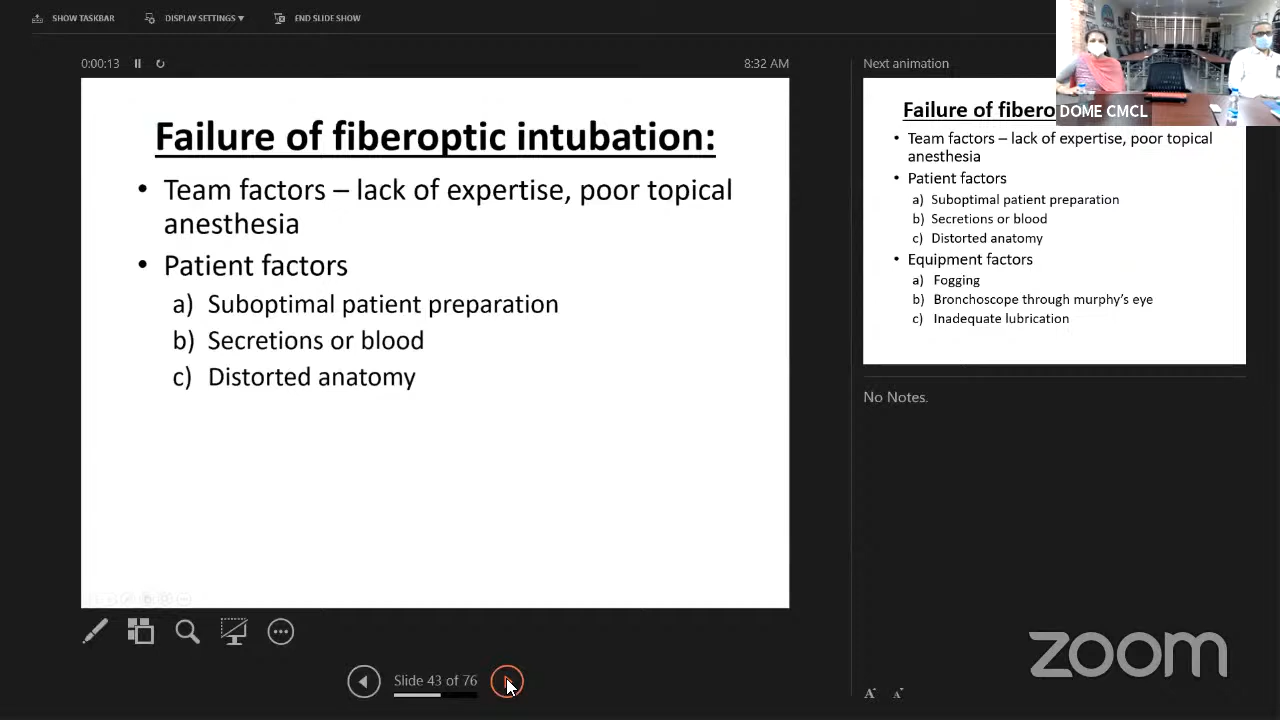 SHOW TASKBAR
DISPLAY SETTINGS ▼
END SLIDE SHOW
0:00:13
8:32 AM
Failure of fiberoptic intubation:
• Team factors – lack of expertise, poor topical
anesthesia
• Patient factors
a) Suboptimal patient preparation
b) Secretions or blood
c) Distorted anatomy
Slide 43 of 76
Next animation
DOME CMCL
Failure of fibero
• Team factors – lack of expertise, poor topical
anesthesia
• Patient factors
a) Suboptimal patient preparation
b) Secretions or blood
c) Distorted anatomy
• Equipment factors
a) Fogging
b) Bronchoscope through murphy's eye
c) Inadequate lubrication
No Notes.
zoom
A A